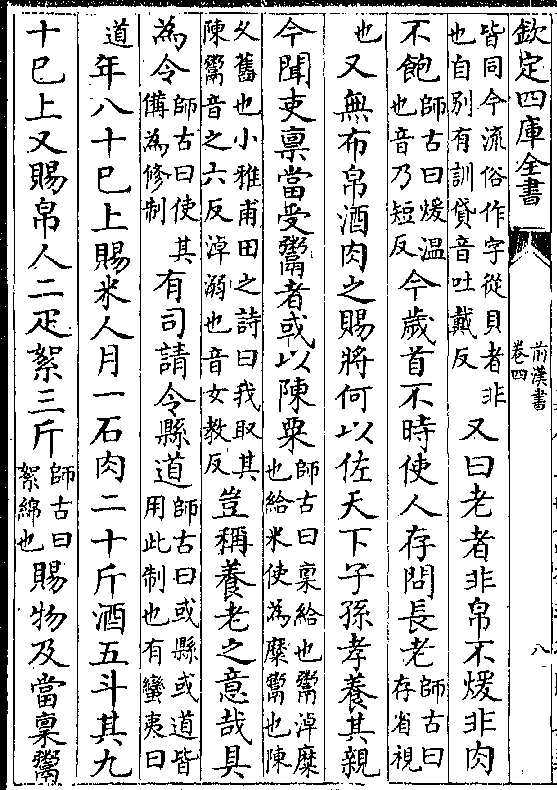 欽定四庫全書
前漢書
卷四
八
皆同今流俗作字從貝者非
也自別有訓貸音吐戴反
又曰老者非帛不煖非肉
不飽
師古曰煖温
也音乃短反
今歲首不時使人存問長老
師古曰
存省視
也
又無布帛酒肉之賜將何以佐天下子孫孝養其親
今聞吏禀當受鬻者或以陳粟
師古曰禀給也鬻淖糜
也給米使為糜鬻也陳
久舊也小雅甫田之詩曰我取其
陳鬻音之六反淖溺也音女教反
豈稱養老之意哉具
為令
師古曰使其
備為修制
有司請令縣道
師古曰或縣或道皆
用此制也有蠻夷曰
道
年八十巳上賜米人月一石肉二十斤酒五斗其九
十巳上又賜帛人二疋絮三斤
師古曰
絮綿也
賜物及當禀鬻